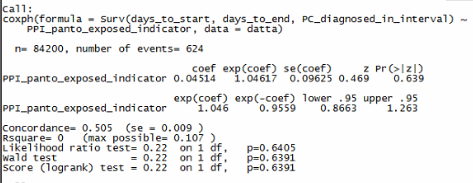 Call:
coxph(formula = Surv(days_to_start, days_to_end, PC_diagnosed_in_interval) ~
PPI_panto_exposed_indicator, data = datta)
n= 84200, number of events= 624
coef exp(coef) se(coef) z Pr(>|z|)
PPI_panto_exposed_indicator 0.04514 1.04617 0.09625 0.469 0.639
exp(coef) exp(-coef) lower .95 upper .95
PPI_panto_exposed_indicator 1.046 0.9559 0.8663 1.263
Concordance= 0.505 (se = 0.009 )
Rsquare= 0 (max possible= 0.107 )
Likelihood ratio test= 0.22 on 1 df, p=0.6405
Wald test = 0.22 on 1 df, p=0.6391
Score (logrank) test = 0.22 on 1 df, p=0.6391